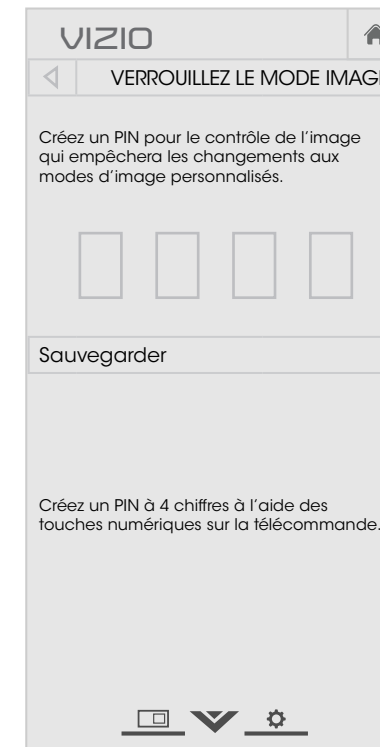 VIZIO
VERROUILLEZ LE MODE IMAGE
Créez un PIN pour le contrôle de l'image
qui empêchera les changements aux
modes d'image personnalisés.
Sauvegarder
Créez un PIN à 4 chiffres à l'aide des
touches numériques sur la télécommande.